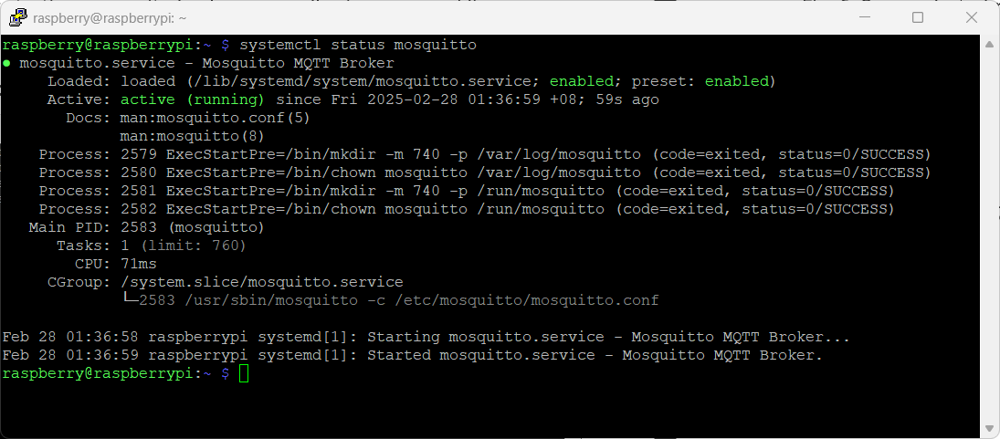 raspberry@raspberrypi: ~
raspberry@raspberrypi:~ $ systemctl status mosquitto
● mosquitto.service - Mosquitto MQTT Broker
     Loaded: loaded (/lib/systemd/system/mosquitto.service; enabled; preset: enabled)
     Active: active (running) since Fri 2025-02-28 01:36:59 +08; 59s ago
       Docs: man:mosquitto.conf(5)
             man:mosquitto(8)
    Process: 2579 ExecStartPre=/bin/mkdir -m 740 -p /var/log/mosquitto (code=exited, status=0/SUCCESS)
    Process: 2580 ExecStartPre=/bin/chown mosquitto /var/log/mosquitto (code=exited, status=0/SUCCESS)
    Process: 2581 ExecStartPre=/bin/mkdir -m 740 -p /run/mosquitto (code=exited, status=0/SUCCESS)
    Process: 2582 ExecStartPre=/bin/chown mosquitto /run/mosquitto (code=exited, status=0/SUCCESS)
   Main PID: 2583 (mosquitto)
      Tasks: 1 (limit: 760)
        CPU: 71ms
     CGroup: /system.slice/mosquitto.service
             └─2583 /usr/sbin/mosquitto -c /etc/mosquitto/mosquitto.conf

Feb 28 01:36:58 raspberrypi systemd[1]: Starting mosquitto.service - Mosquitto MQTT Broker...
Feb 28 01:36:59 raspberrypi systemd[1]: Started mosquitto.service - Mosquitto MQTT Broker.
raspberry@raspberrypi:~ $